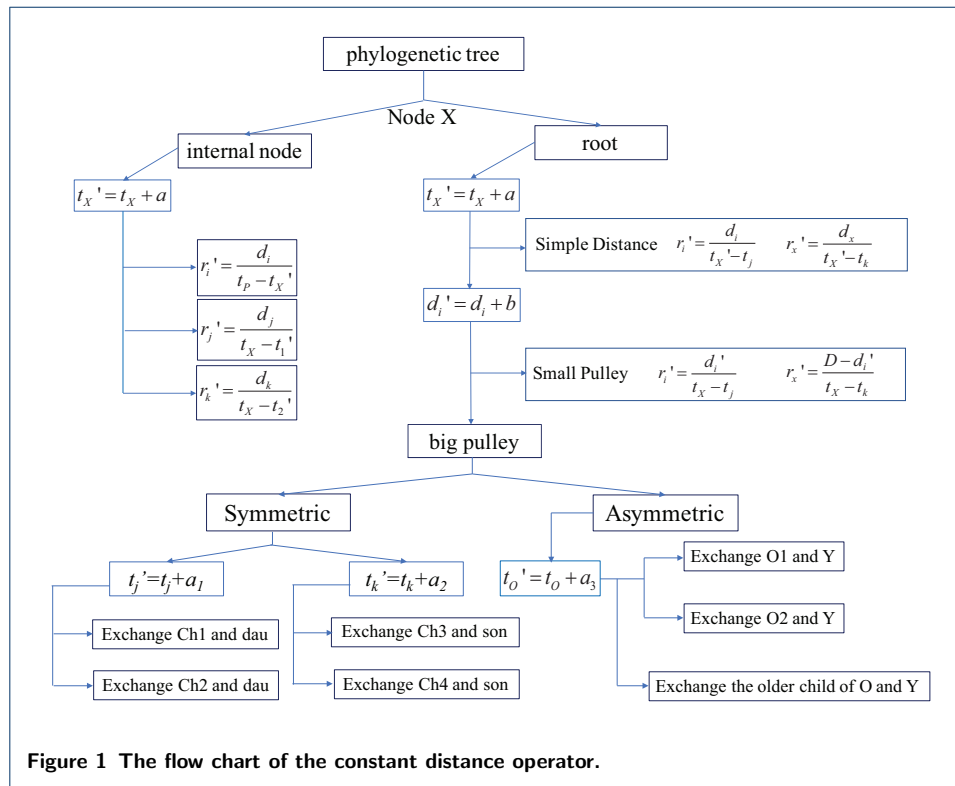 phylogenetic tree
Node X
internal node
root
t_X' = t_X + a
t_X' = t_X + a
Simple Distance r_i' = d_i / (t_X' − t_j) r_x' = d_x / (t_X' − t_k)
r_i' = d_i / (t_P − t_X')
d_i' = d_i + b
r_j' = d_j / (t_X − t_1')
Small Pulley r_i' = d_i' / (t_X − t_j) r_x' = (D − d_i') / (t_X − t_k)
r_k' = d_k / (t_X − t_2')
big pulley
Symmetric
Asymmetric
t_j’=t_j+a_1
t_k’=t_k+a_2
t_O' = t_O + a_3
Exchange O1 and Y
Exchange O2 and Y
Exchange Ch1 and dau
Exchange Ch3 and son
Exchange Ch2 and dau
Exchange Ch4 and son
Exchange the older child of O and Y
Figure 1 The flow chart of the constant distance operator.